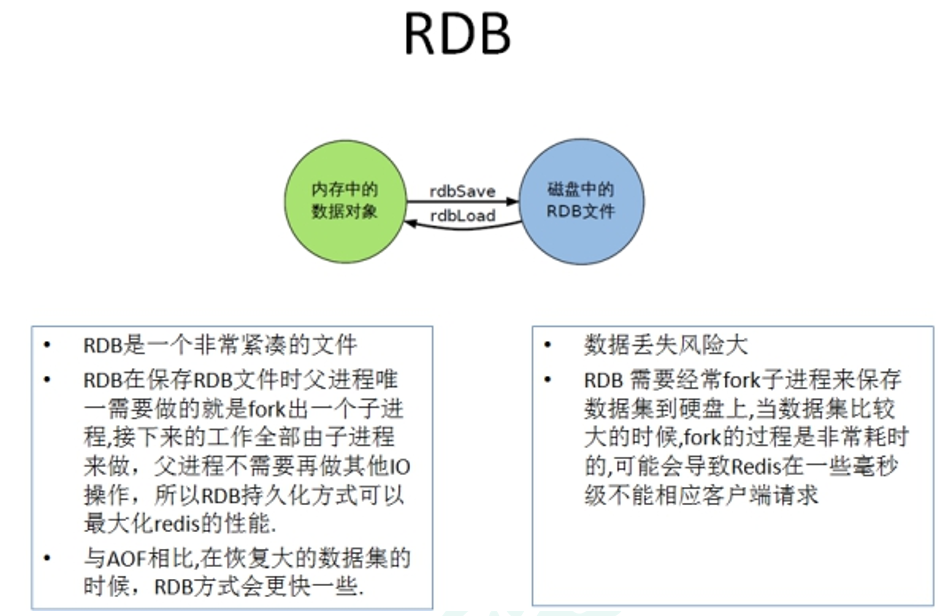 RDB
内存中的
数据对象
rdbSave
rdbLoad
磁盘中的
RDB文件
• RDB是一个非常紧凑的文件
• RDB在保存RDB文件时父进程唯
一需要做的就是fork出一个子进
程,接下来的工作全部由子进程
来做，父进程不需要再做其他IO
操作，所以RDB持久化方式可以
最大化redis的性能.
• 与AOF相比,在恢复大的数据集的
时候，RDB方式会更快一些.
• 数据丢失风险大
• RDB 需要经常fork子进程来保存
数据集到硬盘上,当数据集比较
大的时候,fork的过程是非常耗时
的,可能会导致Redis在一些毫秒
级不能相应客户端请求